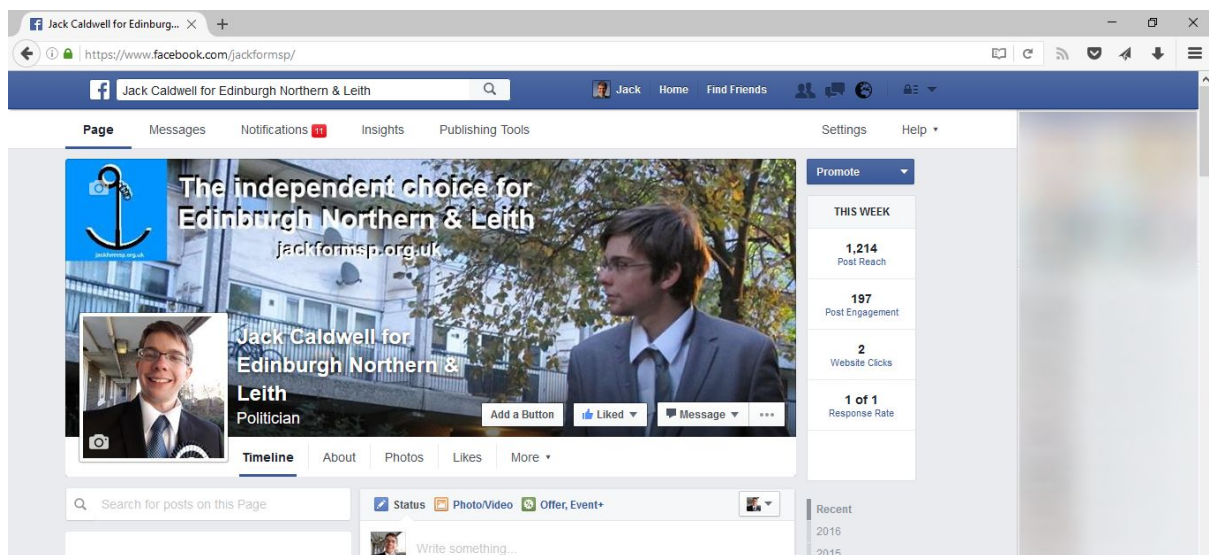 Jack Caldwell for Edinburg...
https://www.facebook.com/jackformsp/
Jack Caldwell for Edinburgh Northern & Leith
Jack Home Find Friends
Page Messages Notifications 11 Insights Publishing Tools Settings Help
jackformsp.org.uk
The independent choice for
Edinburgh Northern & Leith
jackformsp.org.uk
Jack Caldwell for
Edinburgh Northern &
Leith
Politician
Add a Button Liked Message
Timeline About Photos Likes More
Promote
THIS WEEK
1,214
Post Reach
197
Post Engagement
2
Website Clicks
1 of 1
Response Rate
Search for posts on this Page
Status Photo/Video Offer, Event+
Write something...
Recent
2016
2015